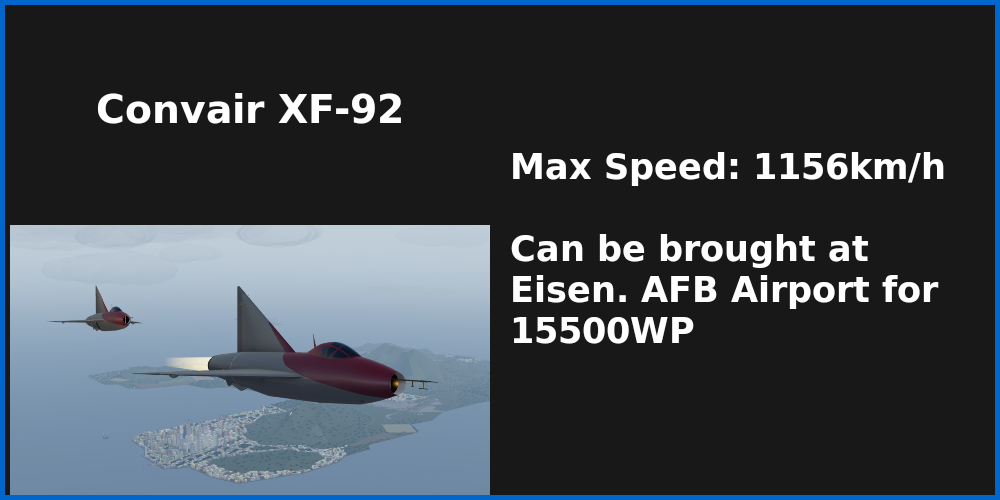 Convair XF-92
Max Speed: 1156km/h
Can be brought at
Eisen. AFB Airport for
15500WP